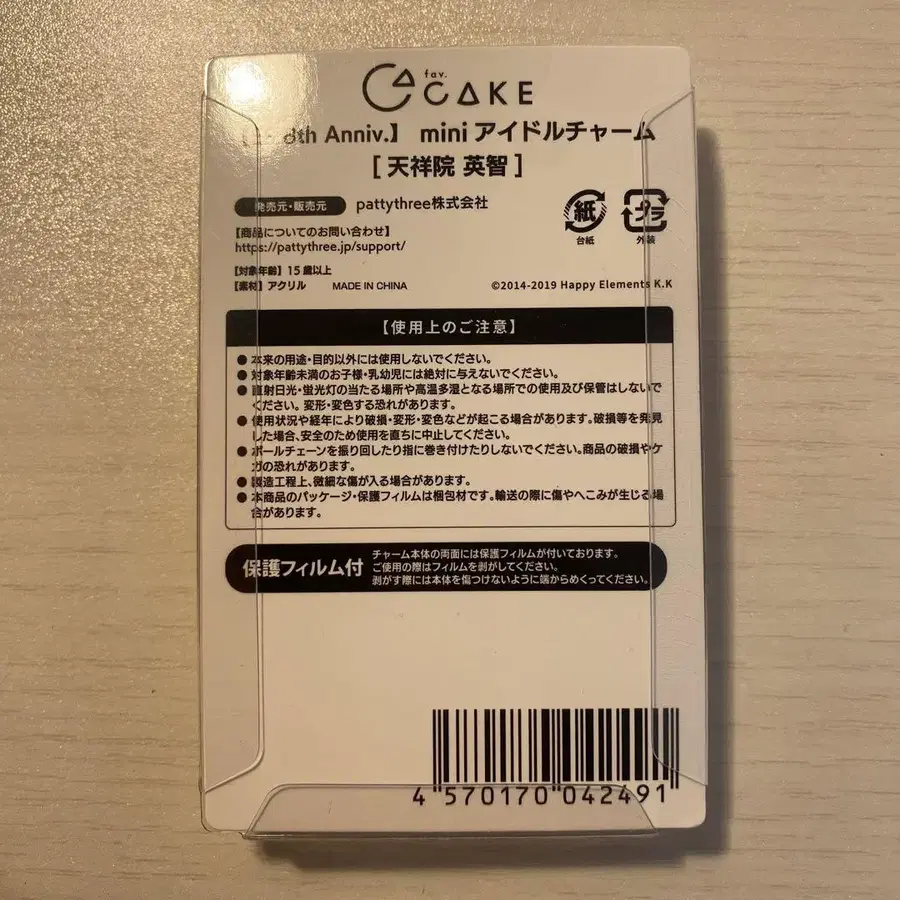 fav.
CAKE
8th Anniv.】 mini アイドルチャーム
[ 天祥院 英智 ]
発売元・販売元 pattythree株式会社
【商品についてのお問い合わせ】
https://pattythree.jp/support/
紙 プラ
台紙 外装
【対象年齢】 15 歳以上
【素材】 アクリル MADE IN CHINA ©2014-2019 Happy Elements K.K
【使用上のご注意】
● 本来の用途・目的以外には使用しないでください。
● 対象年齢未満のお子様・乳幼児には絶対に与えないでください。
● 直射日光・蛍光灯の当たる場所や高温多湿となる場所での使用及び保管はしないで
ください。変形・変色する恐れがあります。
● 使用状況や経年により破損・変形・変色などが起こる場合があります。破損等を発見
した場合、安全のため使用を直ちに中止してください。
● ボールチェーンを振り回したり指に巻き付けたりしないでください。商品の破損やケ
ガの恐れがあります。
● 製造工程上、微細な傷が入る場合があります。
● 本商品のパッケージ・保護フィルムは梱包材です。輸送の際に傷やへこみが生じる場
合があります。
保護フィルム付
チャーム本体の両面には保護フィルムが付いております。
ご使用の際はフィルムを剥がしてください。
剥がす際には本体を傷つけないように端からめくってください。
4 570170 042491